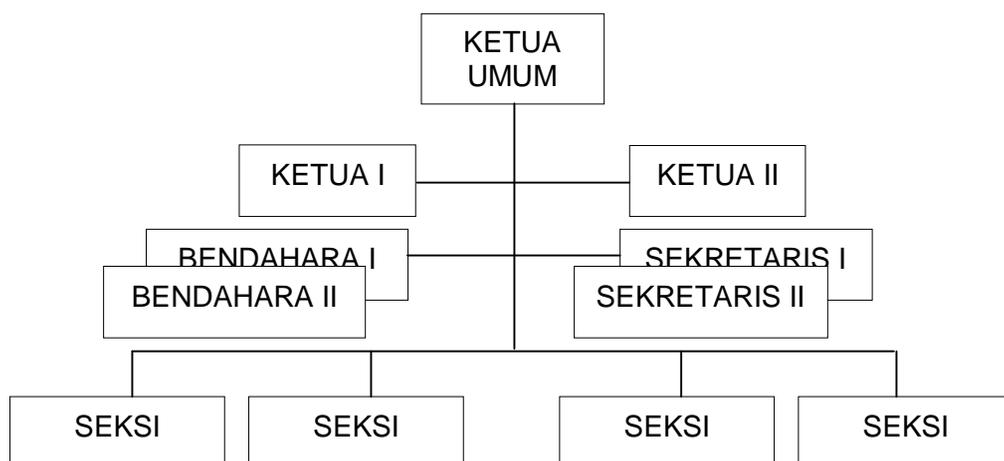 KETUA
UMUM
KETUA I
KETUA II
BENDAHARA I
SEKRETARIS I
BENDAHARA II
SEKRETARIS II
SEKSI
SEKSI
SEKSI
SEKSI